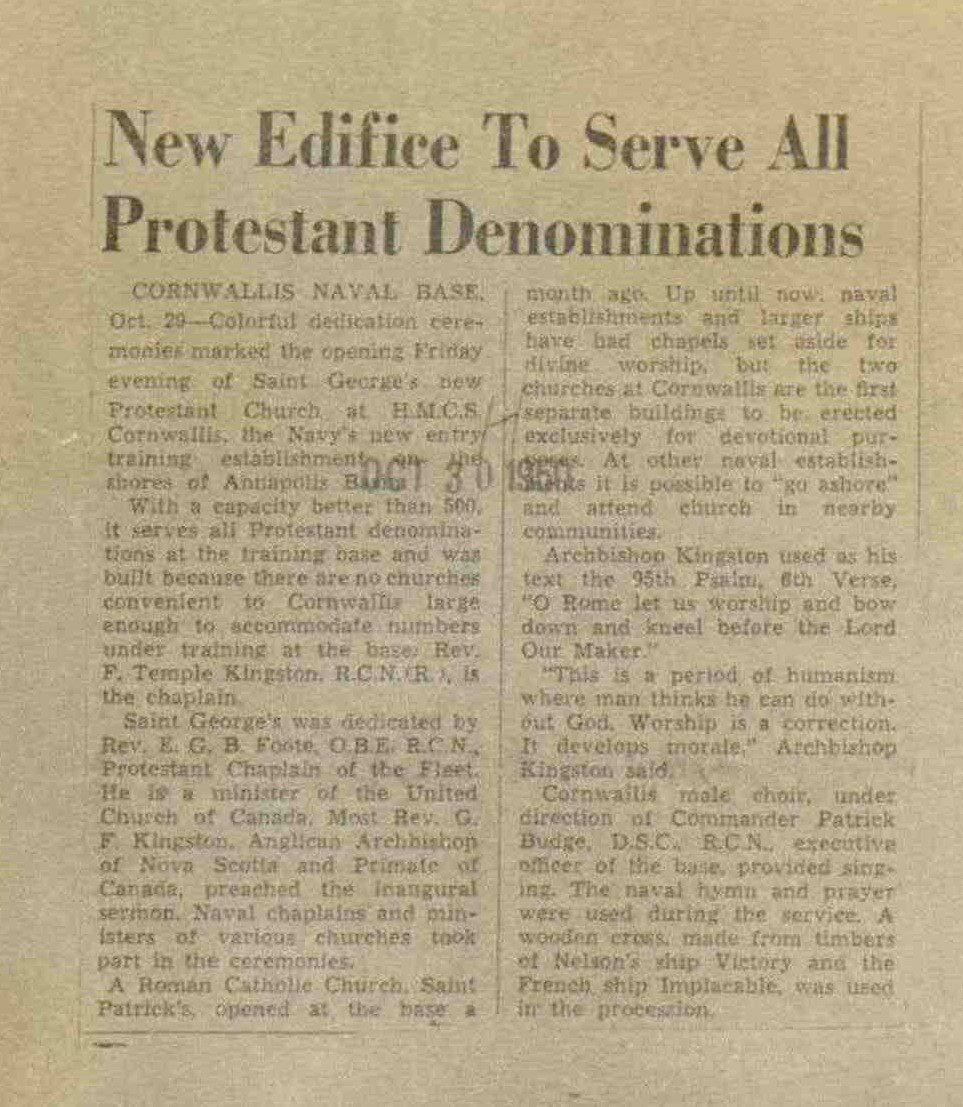 New Edifice To Serve All
Protestant Denominations
CORNWALLIS NAVAL BASE,
Oct. 29—Colorful dedication cere-
monies marked the opening Friday
evening of Saint George's new
Protestant Church at H.M.C.S.
Cornwallis, the Navy's new entry
training establishment on the
shores of Annapolis Basin.
With a capacity better than 500,
it serves all Protestant denomina-
tions at the training base and was
built because there are no churches
convenient to Cornwallis large
enough to accommodate numbers
under training at the base. Rev.
F. Temple Kingston, R.C.N.(R.), is
the chaplain.
Saint George's was dedicated by
Rev. E. G. B. Foote, O.B.E. R.C.N.,
Protestant Chaplain of the Fleet.
He is a minister of the United
Church of Canada. Most Rev. G.
F. Kingston, Anglican Archbishop
of Nova Scotia and Primate of
Canada, preached the inaugural
sermon. Naval chaplains and min-
isters of various churches took
part in the ceremonies.
A Roman Catholic Church, Saint
Patrick's, opened at the base a
month ago. Up until now, naval
establishments and larger ships
have had chapels set aside for
divine worship, but the two
churches at Cornwallis are the first
separate buildings to be erected
exclusively for devotional pur-
poses. At other naval establish-
ments it is possible to "go ashore"
and attend church in nearby
communities.
Archbishop Kingston used as his
text the 95th Psalm, 6th Verse,
"O Rome let us worship and bow
down and kneel before the Lord
Our Maker."
"This is a period of humanism
where man thinks he can do with-
out God. Worship is a correction.
It develops morale," Archbishop
Kingston said.
Cornwallis male choir, under
direction of Commander Patrick
Budge, D.S.C., R.C.N., executive
officer of the base, provided sing-
ing. The naval hymn and prayer
were used during the service. A
wooden cross, made from timbers
of Nelson's ship Victory and the
French ship Implacable, was used
in the procession.
OCT 30 1950